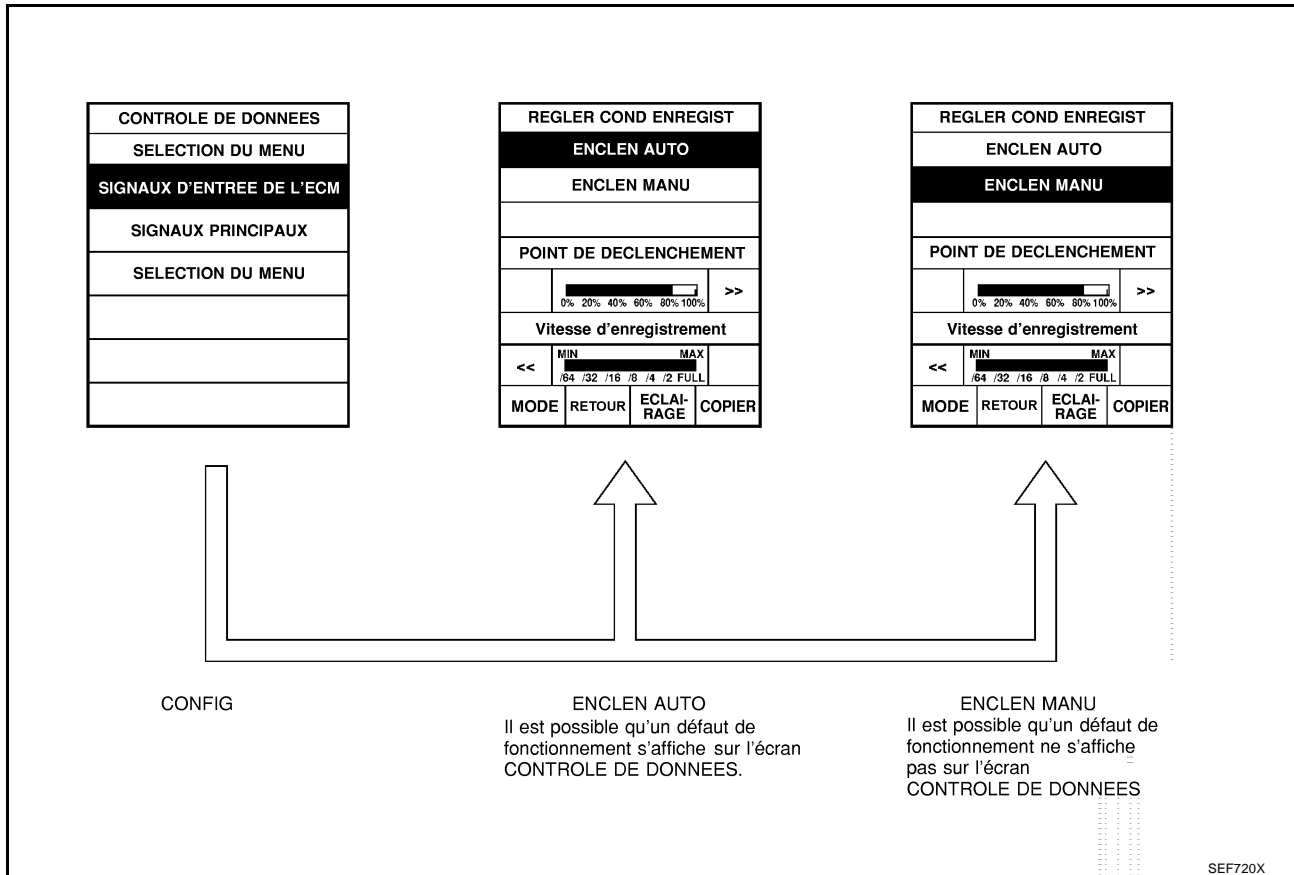 CONTROLE DE DONNEES
SELECTION DU MENU
SIGNAUX D'ENTREE DE L'ECM
SIGNAUX PRINCIPAUX
SELECTION DU MENU
REGLER COND ENREGIST
ENCLEN AUTO
ENCLEN MANU
POINT DE DECLENCHEMENT
>>
0% 20% 40% 60% 80% 100%
Vitesse d'enregistrement
MIN MAX
<<
/64 /32 /16 /8 /4 /2 FULL
MODE RETOUR ECLAI-
RAGE COPIER
REGLER COND ENREGIST
ENCLEN AUTO
ENCLEN MANU
POINT DE DECLENCHEMENT
>>
0% 20% 40% 60% 80% 100%
Vitesse d'enregistrement
MIN MAX
<<
/64 /32 /16 /8 /4 /2 FULL
MODE RETOUR ECLAI-
RAGE COPIER
CONFIG
ENCLEN AUTO
Il est possible qu'un défaut de
fonctionnement s'affiche sur l'écran
CONTROLE DE DONNEES.
ENCLEN MANU
Il est possible qu'un défaut de
fonctionnement ne s'affiche
pas sur l'écran
CONTROLE DE DONNEES
SEF720X